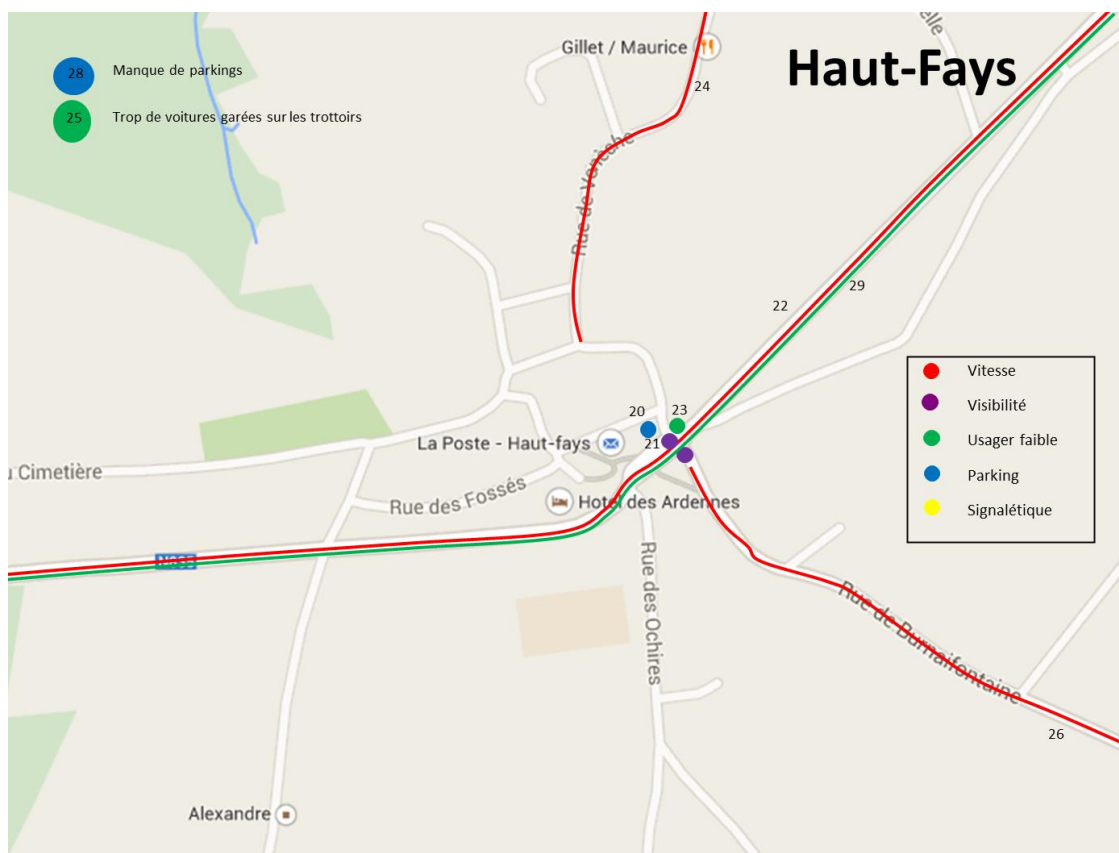 Haut-Fays
28 Manque de parkings
25 Trop de voitures garées sur les trottoirs
Gillet / Maurice
24
elle
Rue de Vonèche
22
29
Vitesse
Visibilité
Usager faible
Parking
Signalétique
20
23
21
La Poste - Haut-fays
u Cimetière
Rue des Fossés
Hotel des Ardennes
Rue des Ochires
Rue de Burnaifontaine
26
Alexandre